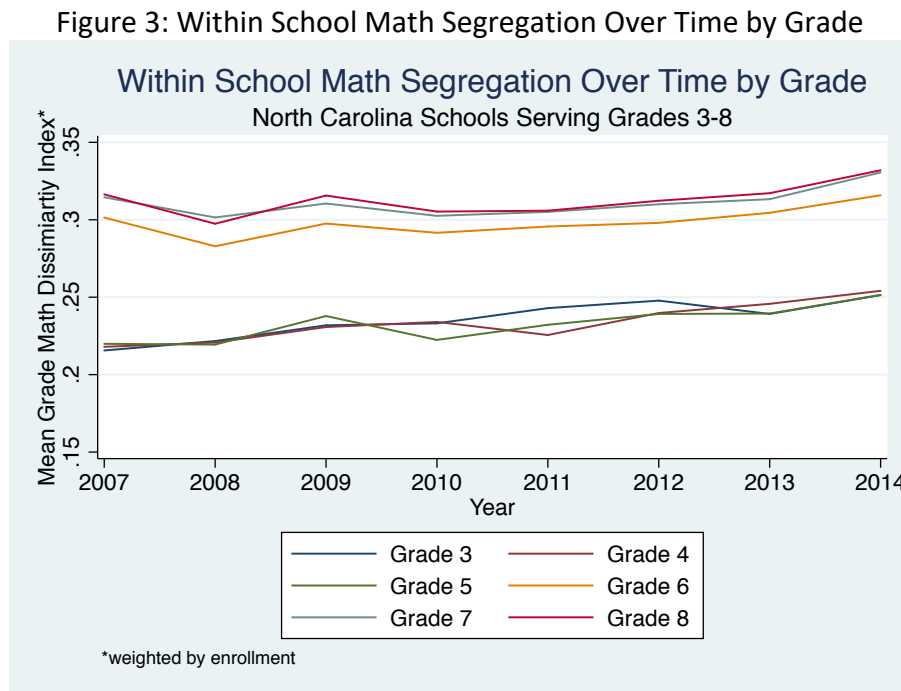 Figure 3: Within School Math Segregation Over Time by Grade
Within School Math Segregation Over Time by Grade
North Carolina Schools Serving Grades 3-8
Mean Grade Math Dissimiartiy Index*
.35
.3
.25
.2
.15
2007 2008 2009 2010 2011 2012 2013 2014
Year
Grade 3 Grade 4
Grade 5 Grade 6
Grade 7 Grade 8
*weighted by enrollment